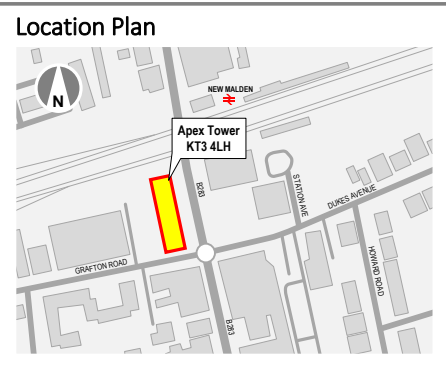 Location Plan
N
NEW MALDEN
Apex Tower
KT3 4LH
B283
STATION AVE
DUKES AVENUE
HOWARD ROAD
GRAFTON ROAD
B283